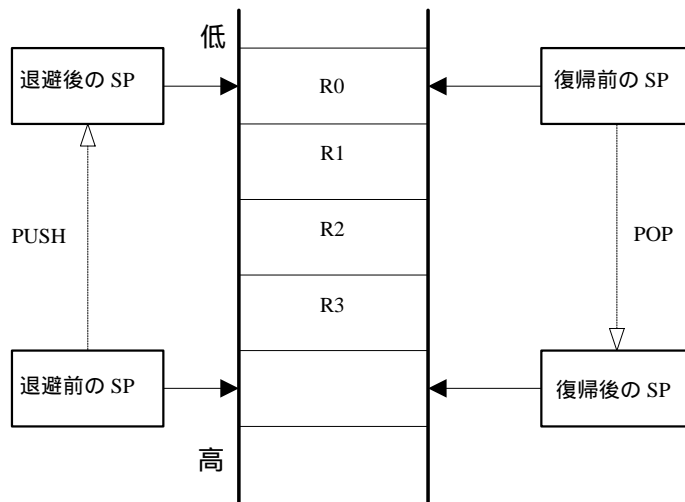 低
退避後の SP
R0
復帰前の SP
R1
PUSH
R2
POP
R3
退避前の SP
復帰後の SP
高